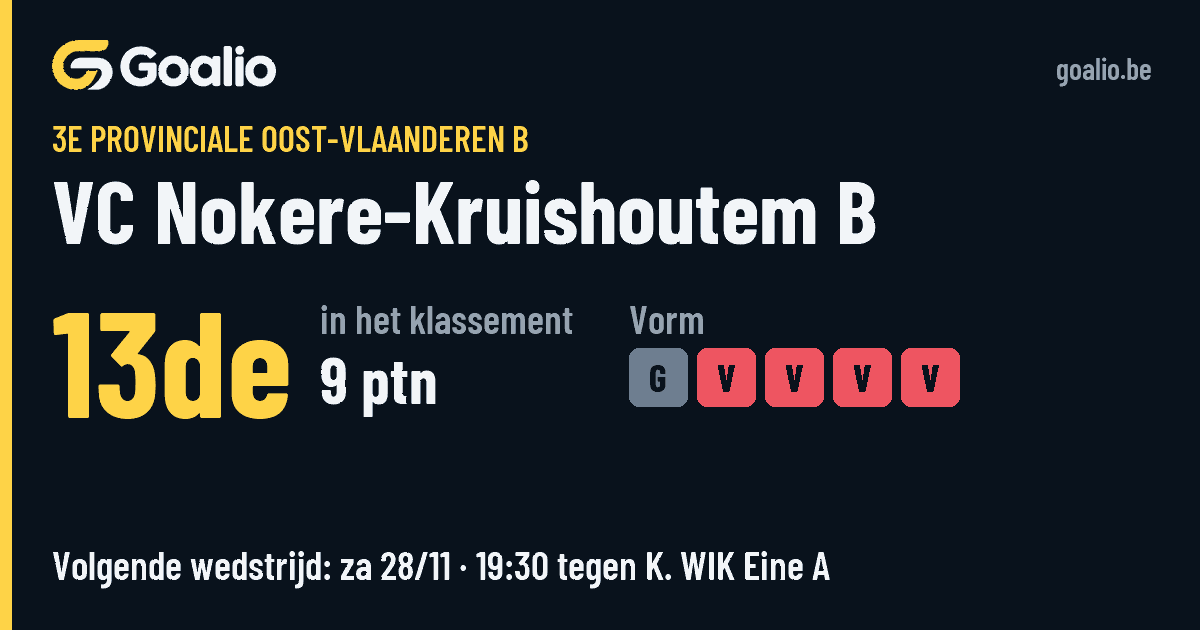 Goalio
goalio.be
3E PROVINCIALE OOST-VLAANDEREN B
VC Nokere-Kruishoutem B
13de
in het klassement
9 ptn
Vorm
G V V V V
Volgende wedstrijd: za 28/11 · 19:30 tegen K. WIK Eine A